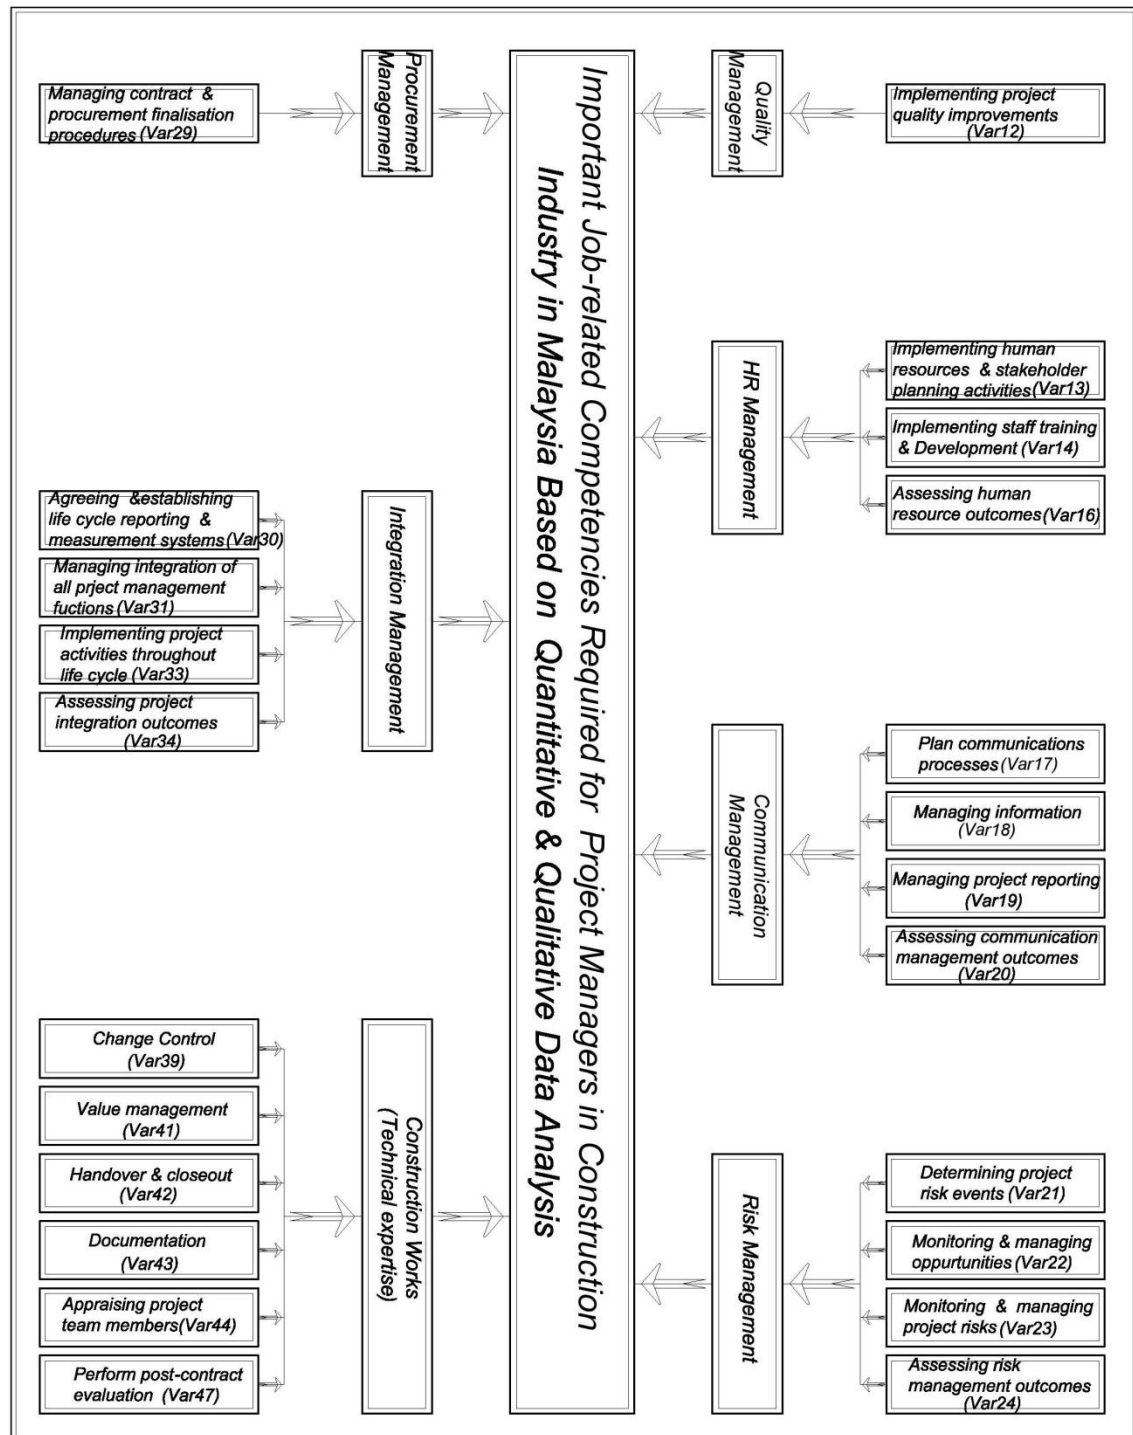 Important Job-related Competencies Required for Project Managers in Construction
Industry in Malaysia Based on Quantitative & Qualitative Data Analysis
Procurement
Management
Managing contract &
procurement finalisation
procedures (Var29)
Integration Management
Agreeing &establishing
life cycle reporting &
measurement systems(Var30)
Managing integration of
all prject management
fuctions (Var31)
Implementing project
activities throughout
life cycle (Var33)
Assessing project
integration outcomes
(Var34)
Construction Works
(Technical expertise)
Change Control
(Var39)
Value management
(Var41)
Handover & closeout
(Var42)
Documentation
(Var43)
Appraising project
team members(Var44)
Perform post-contract
evaluation (Var47)
Quality
Management
Implementing project
quality improvements
(Var12)
HR Management
Implementing human
resources & stakeholder
planning activities(Var13)
Implementing staff training
& Development (Var14)
Assessing human
resource outcomes(Var16)
Communication
Management
Plan communications
processes (Var17)
Managing information
(Var18)
Managing project reporting
(Var19)
Assessing communication
management outcomes
(Var20)
Risk Management
Determining project
risk events (Var21)
Monitoring & managing
oppurtunities (Var22)
Monitoring & managing
project risks (Var23)
Assessing risk
management outcomes
(Var24)